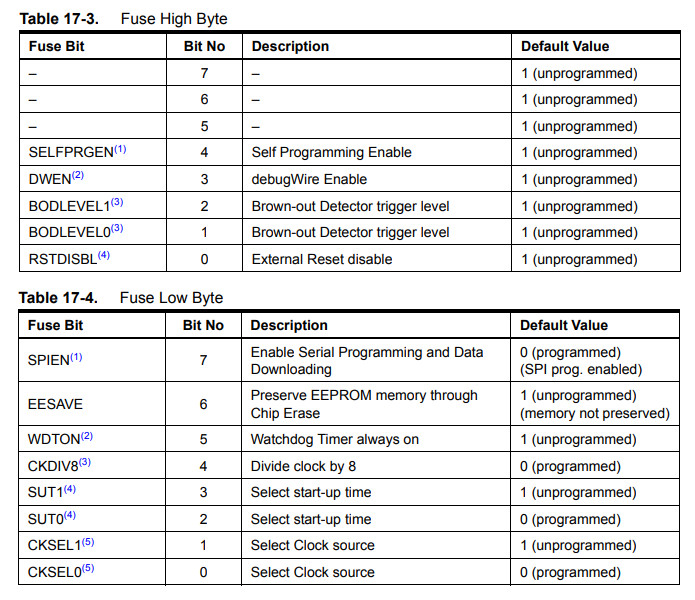 Table 17-3. Fuse High Byte
Fuse Bit Bit No Description Default Value
– 7 – 1 (unprogrammed)
– 6 – 1 (unprogrammed)
– 5 – 1 (unprogrammed)
SELFPRGEN(1) 4 Self Programming Enable 1 (unprogrammed)
DWEN(2) 3 debugWire Enable 1 (unprogrammed)
BODLEVEL1(3) 2 Brown-out Detector trigger level 1 (unprogrammed)
BODLEVEL0(3) 1 Brown-out Detector trigger level 1 (unprogrammed)
RSTDISBL(4) 0 External Reset disable 1 (unprogrammed)
Table 17-4. Fuse Low Byte
Fuse Bit Bit No Description Default Value
SPIEN(1) 7 Enable Serial Programming and Data
Downloading 0 (programmed)
(SPI prog. enabled)
EESAVE 6 Preserve EEPROM memory through
Chip Erase 1 (unprogrammed)
(memory not preserved)
WDTON(2) 5 Watchdog Timer always on 1 (unprogrammed)
CKDIV8(3) 4 Divide clock by 8 0 (programmed)
SUT1(4) 3 Select start-up time 1 (unprogrammed)
SUT0(4) 2 Select start-up time 0 (programmed)
CKSEL1(5) 1 Select Clock source 1 (unprogrammed)
CKSEL0(5) 0 Select Clock source 0 (programmed)